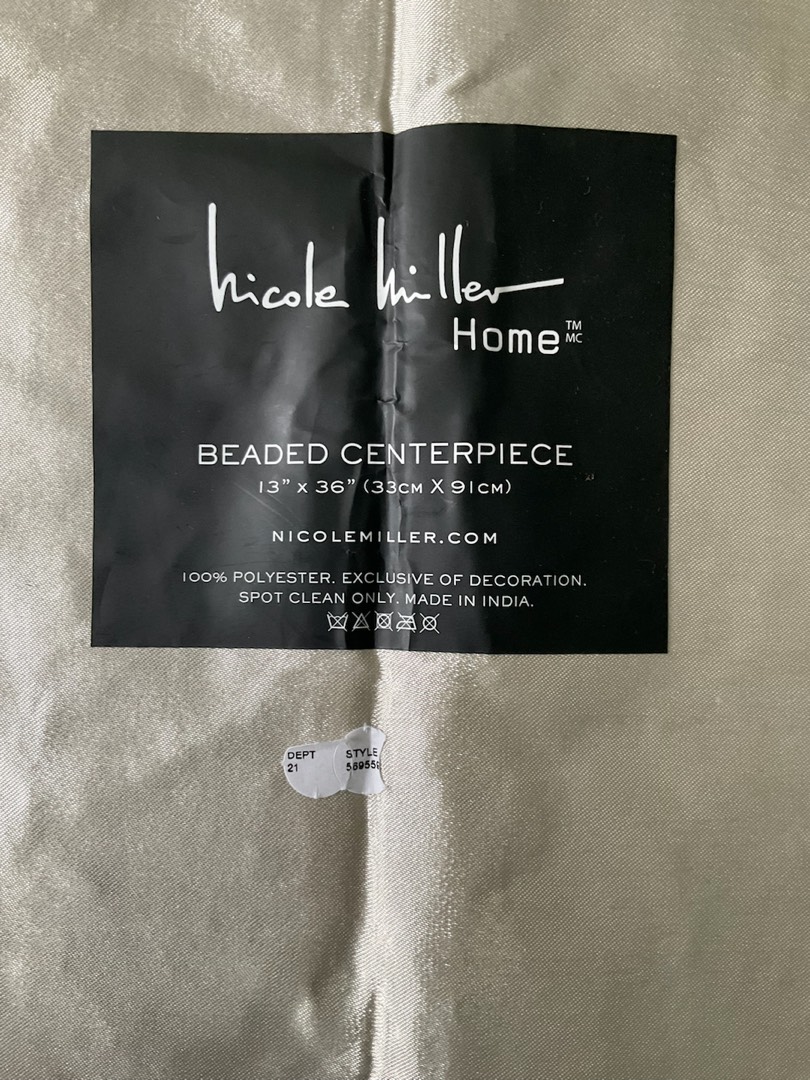 nicole miller
Home™ MC
BEADED CENTERPIECE
13" x 36" (33CM X 91CM)
NICOLEMILLER.COM
100% POLYESTER. EXCLUSIVE OF DECORATION.
SPOT CLEAN ONLY. MADE IN INDIA.
DEPT STYLE
21